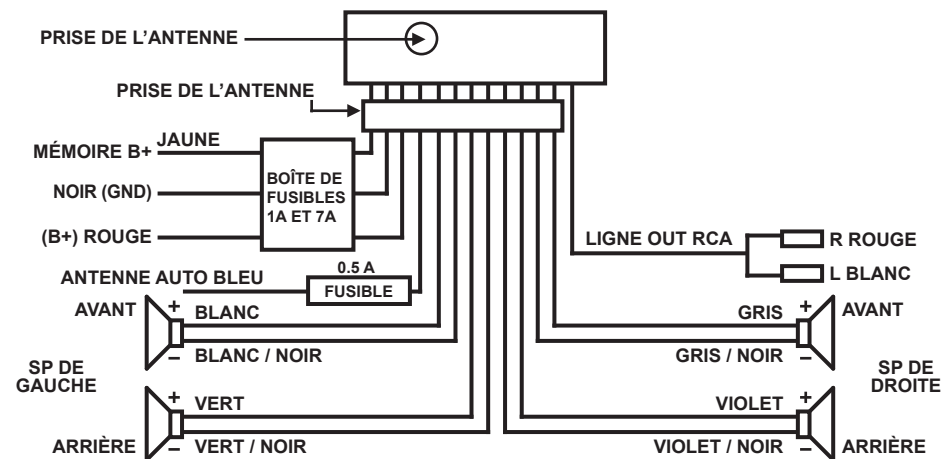 PRISE DE L'ANTENNE
PRISE DE L'ANTENNE
MÉMOIRE B+
JAUNE
NOIR (GND)
(B+) ROUGE
BOÎTE DE
FUSIBLES
1A ET 7A
ANTENNE AUTO BLEU
0.5 A
FUSIBLE
LIGNE OUT RCA
R ROUGE
L BLANC
AVANT
+
BLANC
–
BLANC / NOIR
SP DE
GAUCHE
+
VERT
ARRIÈRE
–
VERT / NOIR
GRIS
+
AVANT
GRIS / NOIR
–
SP DE
DROITE
VIOLET
+
VIOLET / NOIR
–
ARRIÈRE